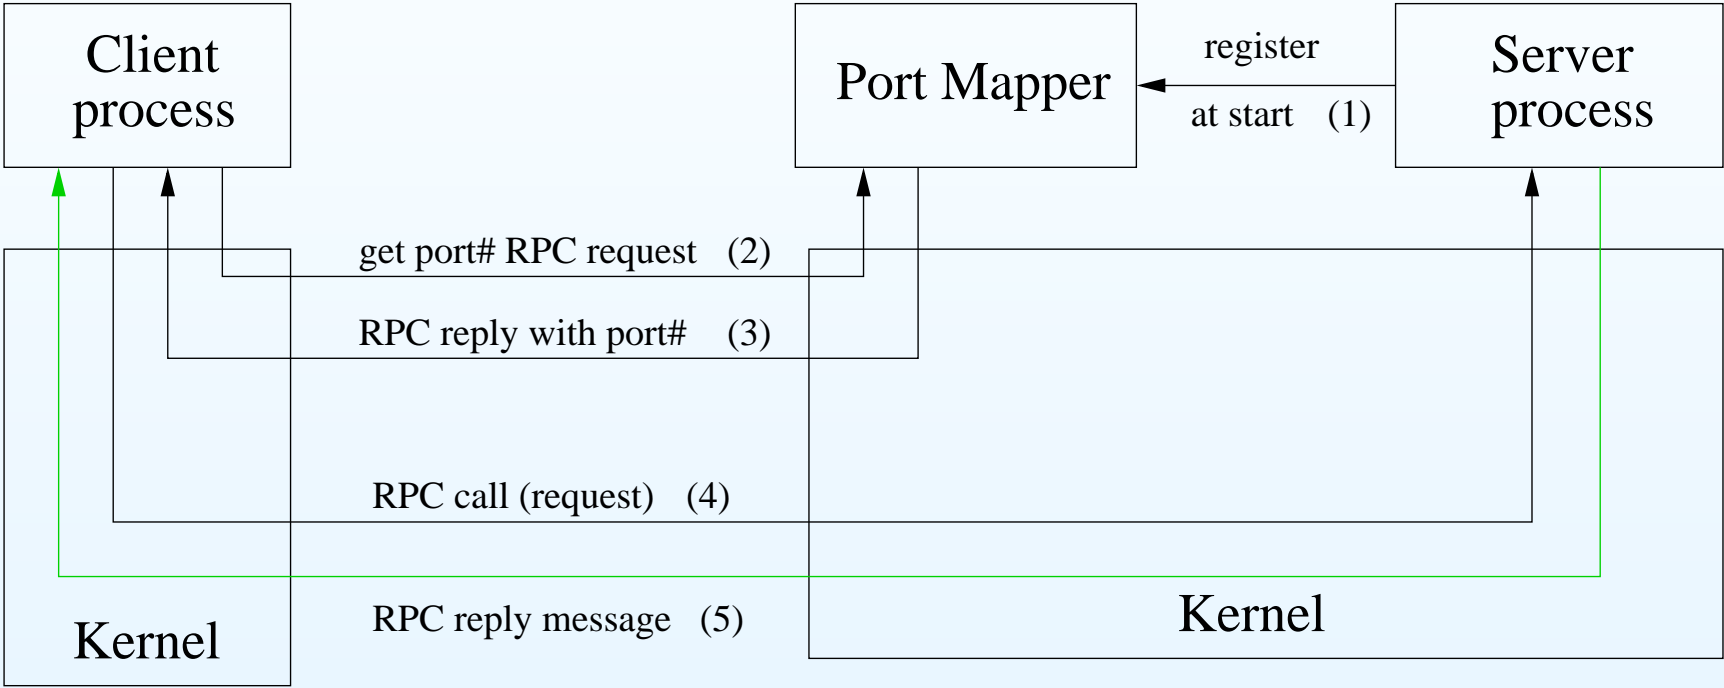 Client
process
Port Mapper
register
at start (1)
Server
process
get port# RPC request (2)
RPC reply with port# (3)
RPC call (request) (4)
RPC reply message (5)
Kernel
Kernel